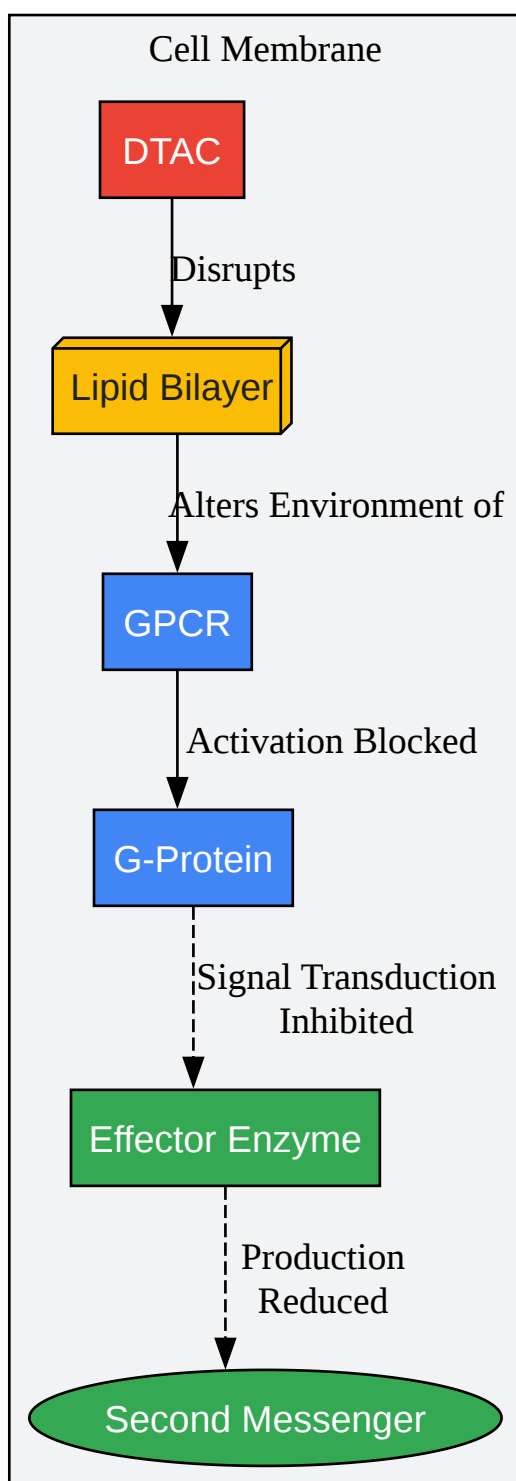 Cell Membrane
DTAC
Disrupts
Lipid Bilayer
Alters Environment of
GPCR
Activation Blocked
G-Protein
Signal Transduction
Inhibited
Effector Enzyme
Production
Reduced
Second Messenger